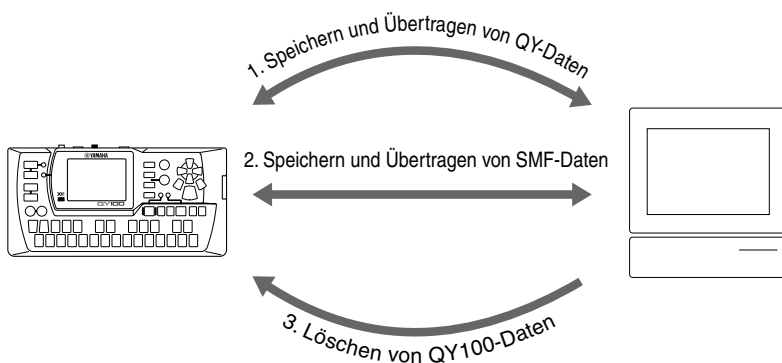 1. Speichern und Übertragen von QY-Daten
2. Speichern und Übertragen von SMF-Daten
YAMAHA
QY100
3. Löschen von QY100-Daten